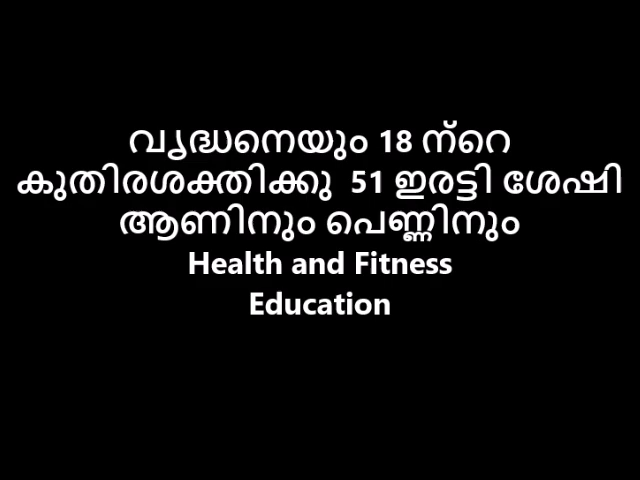 വൃദ്ധനെയും 18 ന്റെ
കുതിരശക്തിക്കു 51 ഇരട്ടി ശേഷി
ആണിനും പെണ്ണിനും
Health and Fitness
Education